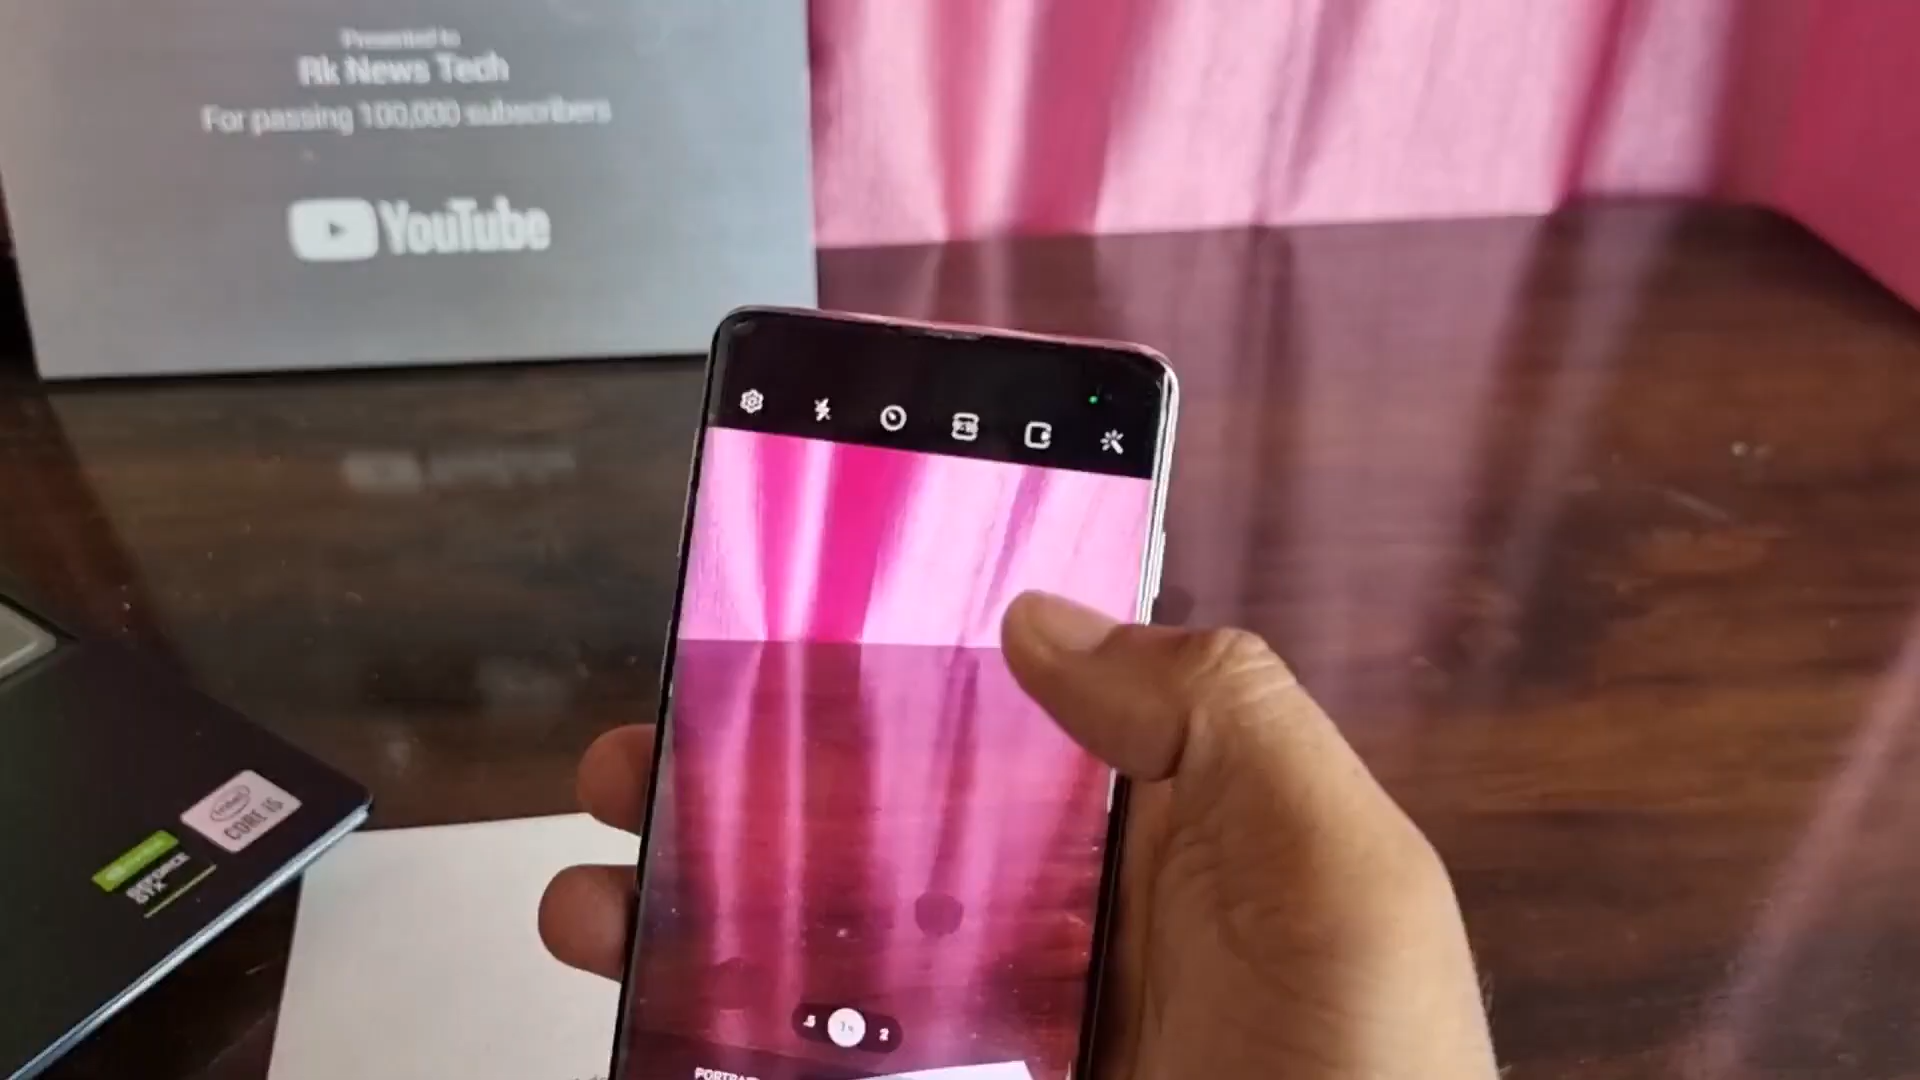 Presented to
Rk News Tech
For passing 100,000 subscribers
YouTube
intel
CORE i5
GEFORCE
GTX
.5 1x 2